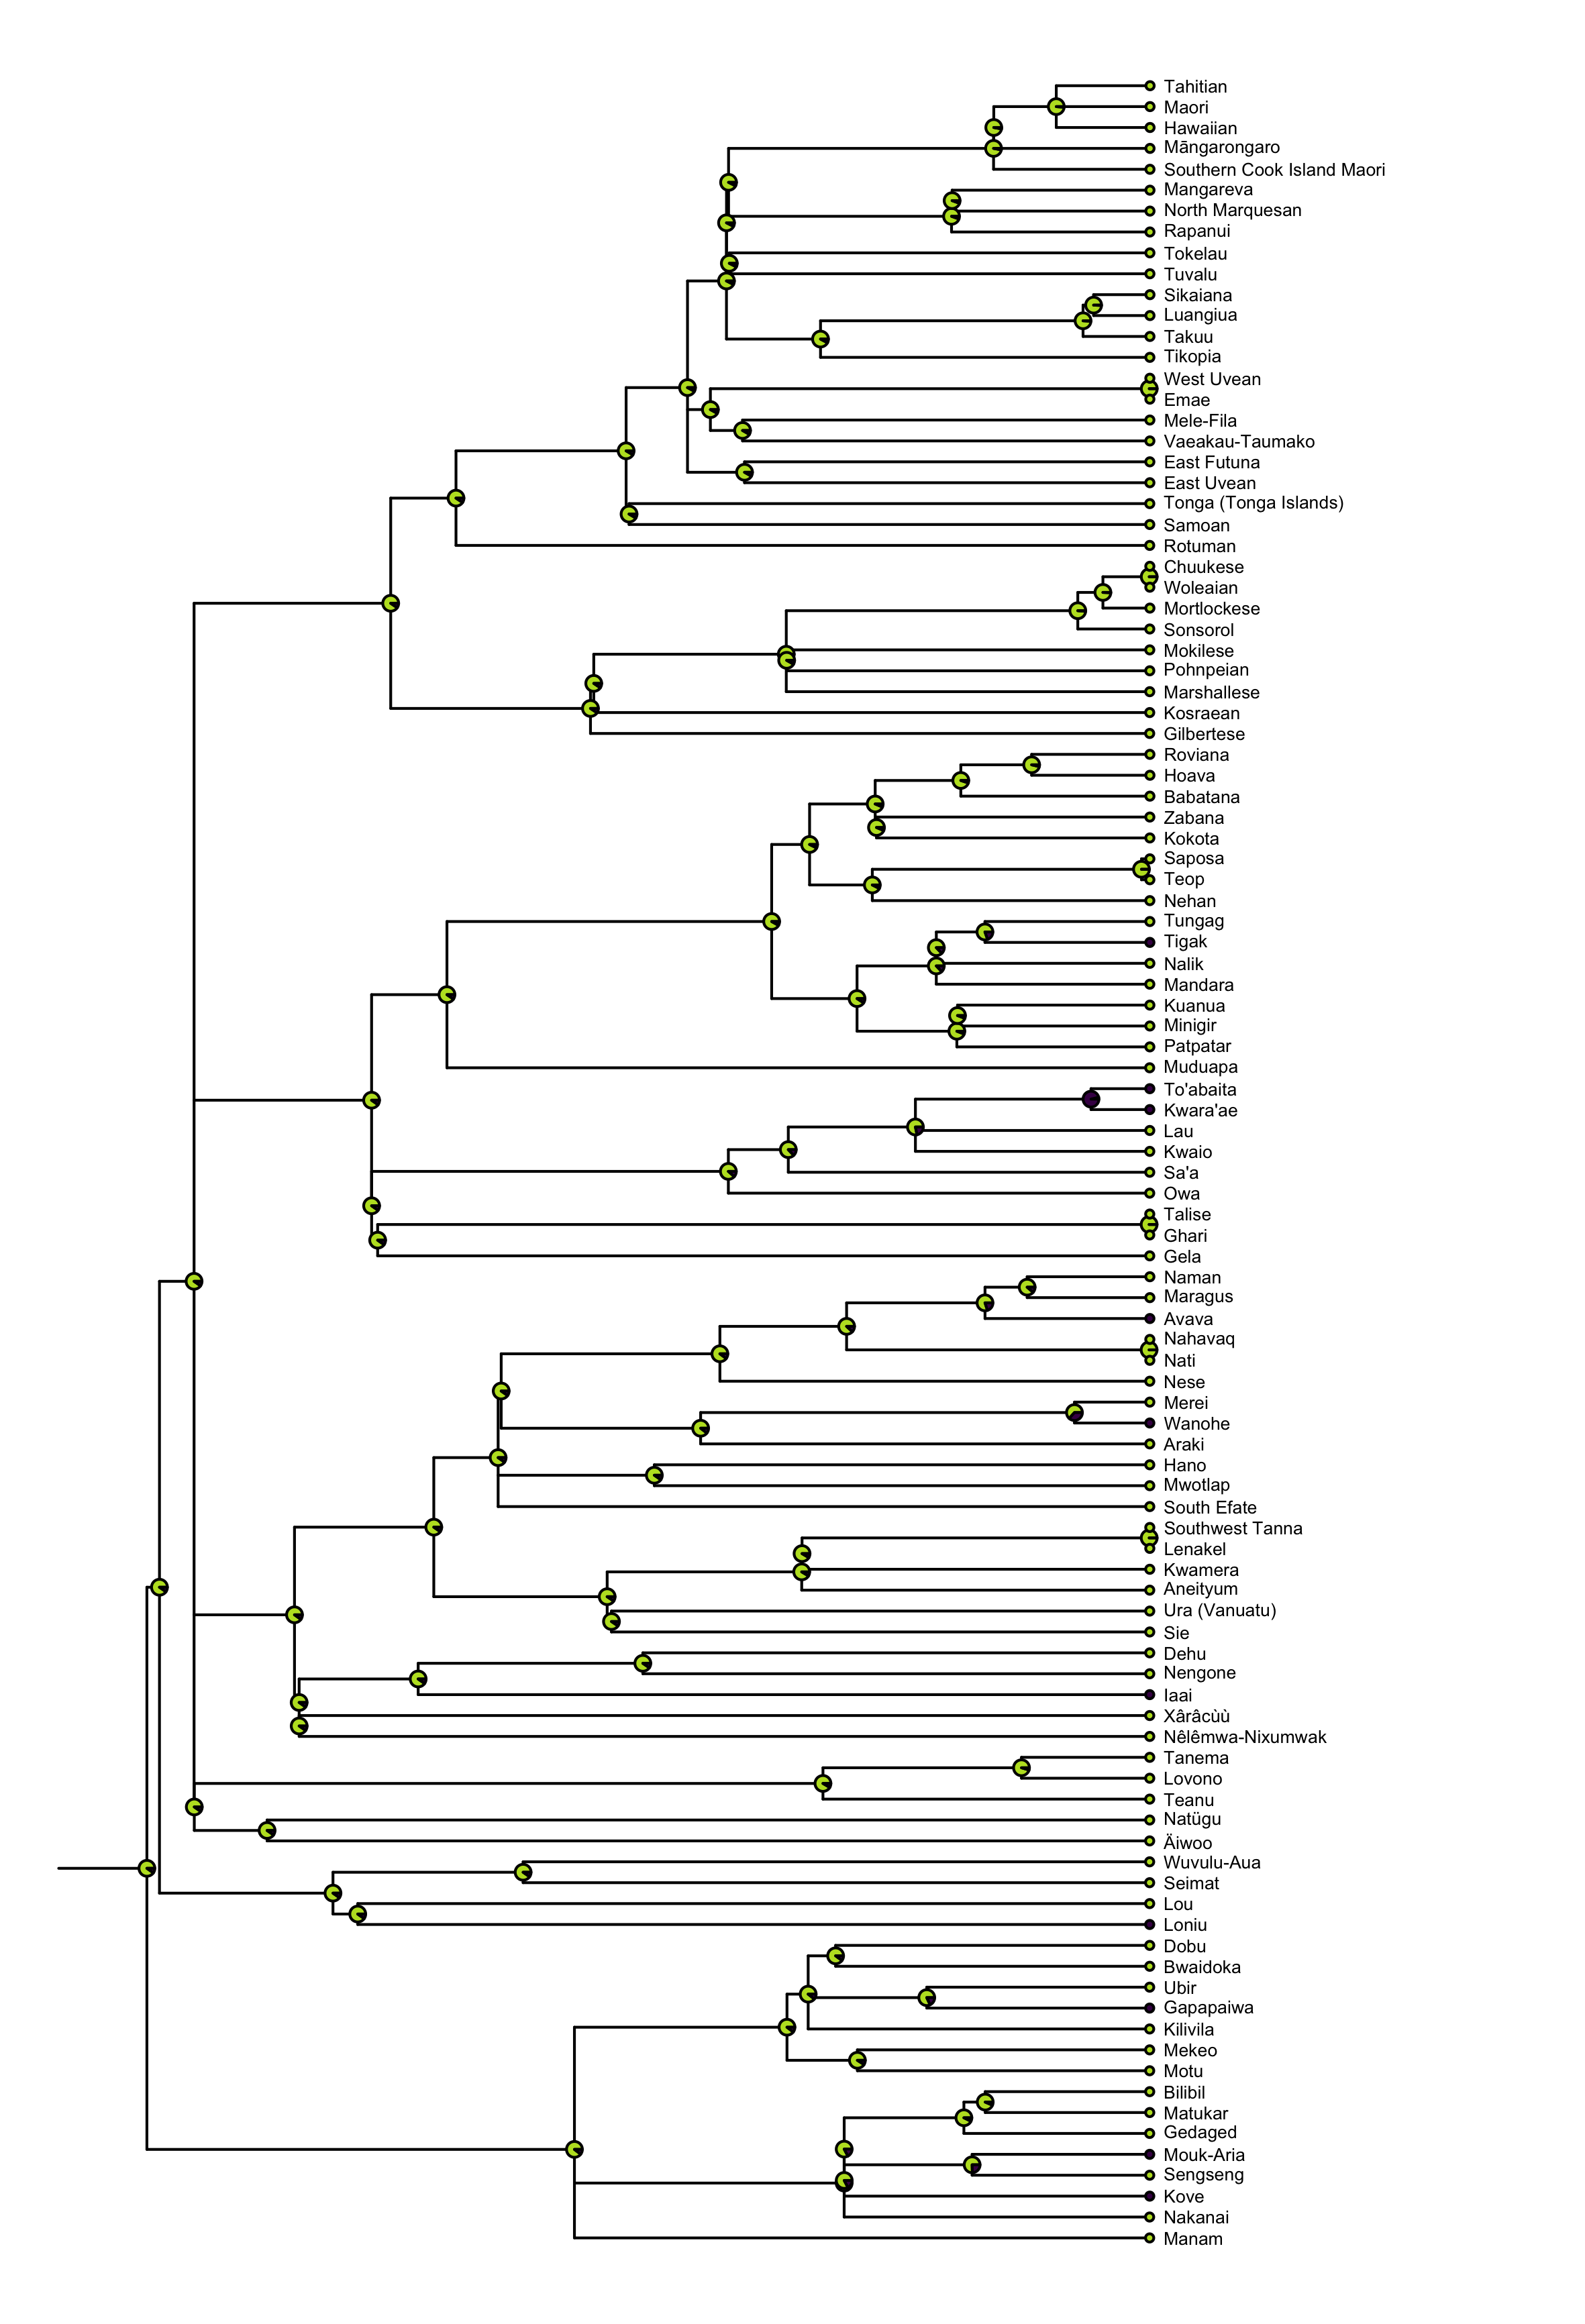 Tahitian
Maori
Hawaiian
Māngarongaro
Southern Cook Island Maori
Mangareva
North Marquesan
Rapanui
Tokelau
Tuvalu
Sikaiana
Luangiua
Takuu
Tikopia
West Uvean
Emae
Mele-Fila
Vaeakau-Taumako
East Futuna
East Uvean
Tonga (Tonga Islands)
Samoan
Rotuman
Chuukese
Woleaian
Mortlockese
Sonsorol
Mokilese
Pohnpeian
Marshallese
Kosraean
Gilbertese
Roviana
Hoava
Babatana
Zabana
Kokota
Saposa
Teop
Nehan
Tungag
Tigak
Nalik
Mandara
Kuanua
Minigir
Patpatar
Muduapa
To'abaita
Kwara'ae
Lau
Kwaio
Sa'a
Owa
Talise
Ghari
Gela
Naman
Maragus
Avava
Nahavaq
Nati
Nese
Merei
Wanohe
Araki
Hano
Mwotlap
South Efate
Southwest Tanna
Lenakel
Kwamera
Aneityum
Ura (Vanuatu)
Sie
Dehu
Nengone
Iaai
Xârâcùù
Nêlêmwa-Nixumwak
Tanema
Lovono
Teanu
Natügu
Äiwoo
Wuvulu-Aua
Seimat
Lou
Loniu
Dobu
Bwaidoka
Ubir
Gapapaiwa
Kilivila
Mekeo
Motu
Bilibil
Matukar
Gedaged
Mouk-Aria
Sengseng
Kove
Nakanai
Manam